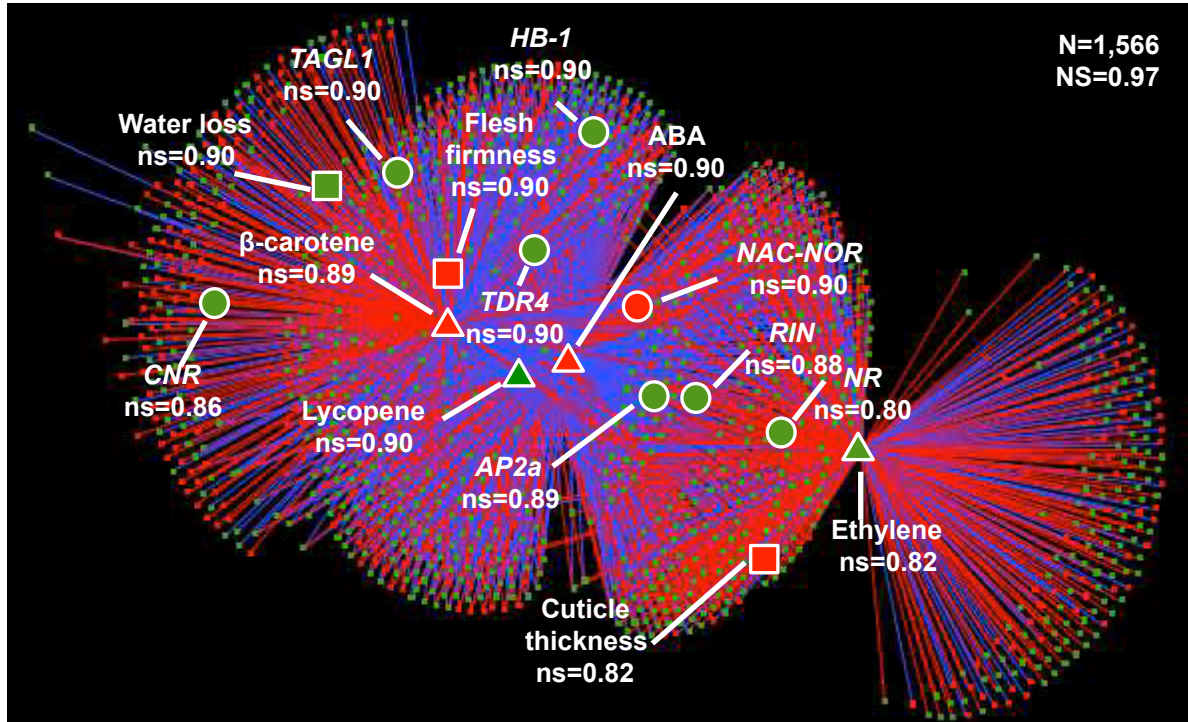 HB-1
ns=0.90
N=1,566
NS=0.97
TAGL1
ns=0.90
Water loss
ns=0.90
Flesh
firmness
ns=0.90
ABA
ns=0.90
β-carotene
ns=0.89
NAC-NOR
ns=0.90
TDR4
ns=0.90
RIN
ns=0.88
CNR
ns=0.86
NR
ns=0.80
Lycopene
ns=0.90
AP2a
ns=0.89
Ethylene
ns=0.82
Cuticle
thickness
ns=0.82